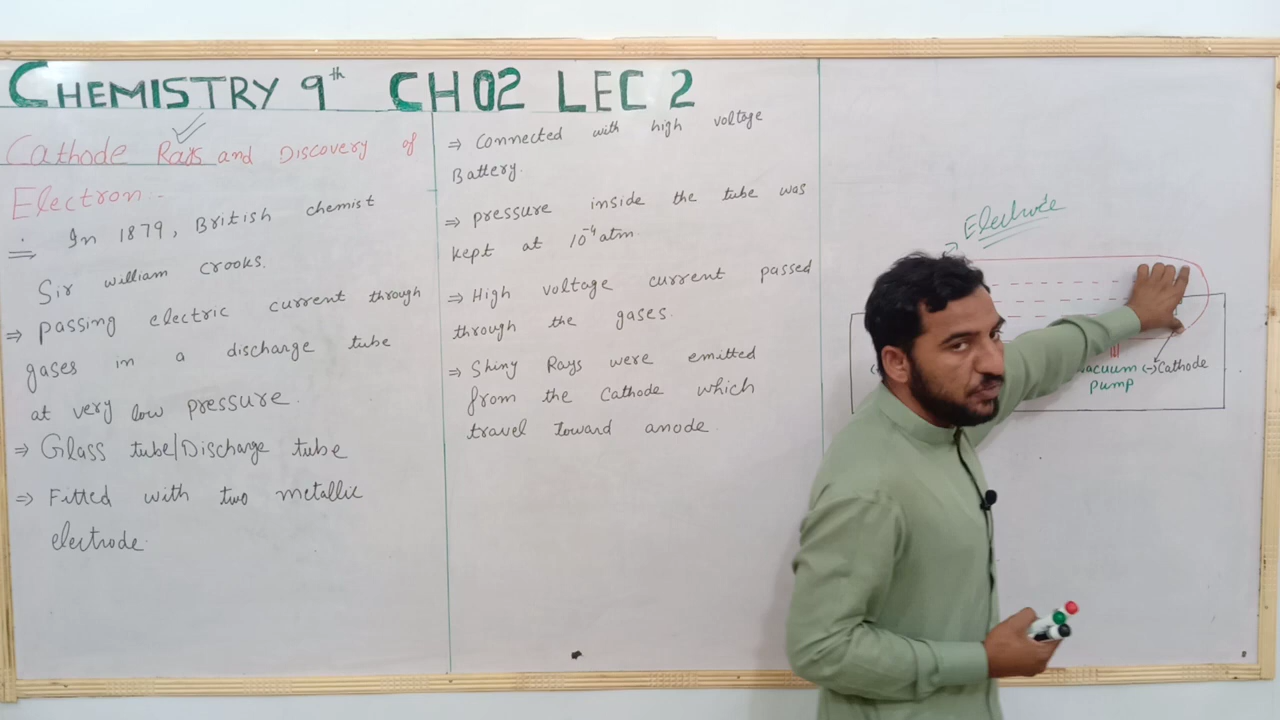 CHEMISTRY 9th CH02 LEC 2
Cathode Rays and Discovery of
Electron
In 1879, British chemist
Sir William Crooks.
⇒ Passing electric current through
gases in a discharge tube
at very low pressure.
⇒ Glass tube/Discharge tube
⇒ Fitted with two metallic
electrode.
⇒ Connected with high voltage
Battery.
⇒ pressure inside the tube was
kept at 10⁻⁴ atm.
⇒ High voltage current passed
through the gases.
⇒ Shiny Rays were emitted
from the Cathode which
travel Toward anode.
Electrode
vacuum
pump
(-) Cathode